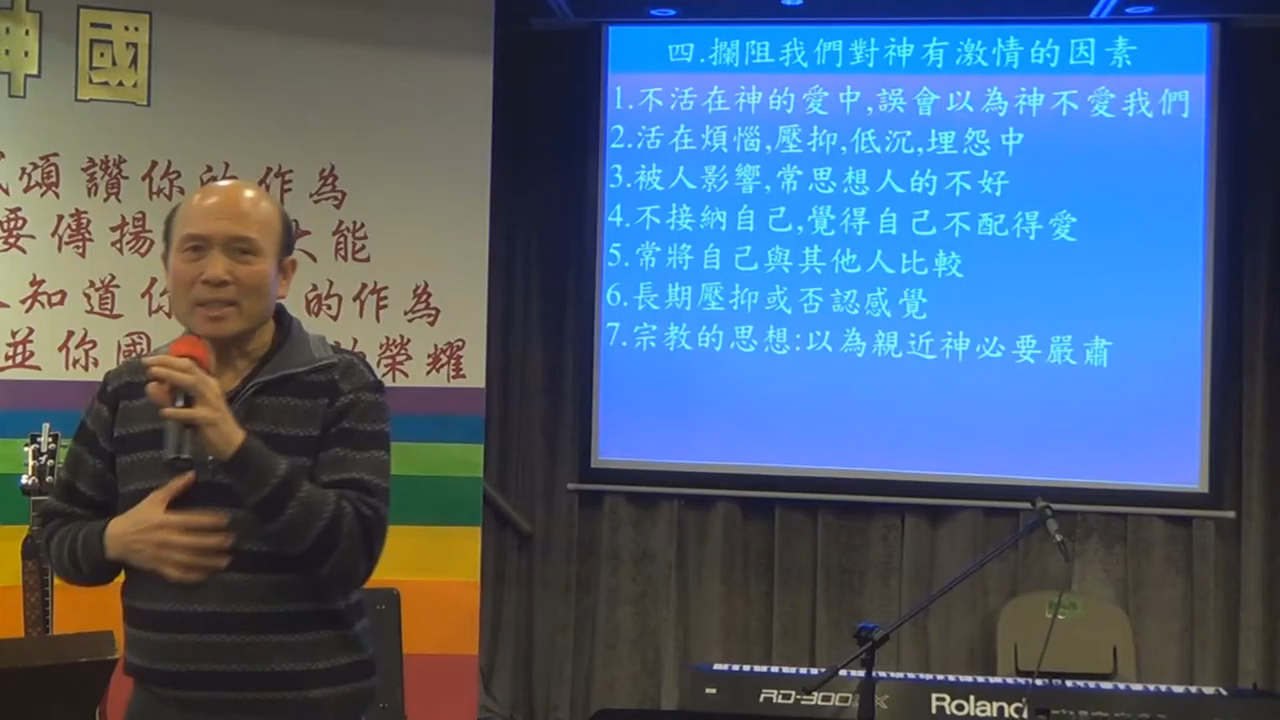 神國
頌讚你的作為
要傳揚 大能
知道你 的作為
並你國 榮耀
四.攔阻我們對神有激情的因素
1.不活在神的愛中,誤會以為神不愛我們
2.活在煩惱,壓抑,低沉,埋怨中
3.被人影響,常思想人的不好
4.不接納自己,覺得自己不配得愛
5.常將自己與其他人比較
6.長期壓抑或否認感覺
7.宗教的思想:以為親近神必要嚴肅
RD-300
Roland